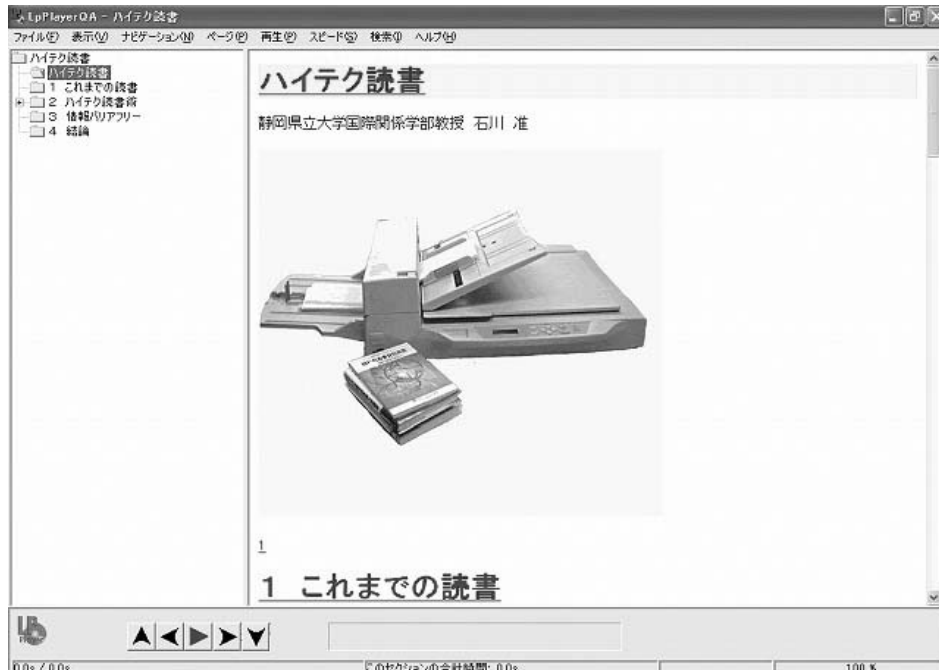 LpPlayerQA - ハイテク読書
ファイル(F) 表示(V) ナビゲーション(N) ページ(P) 再生(P) スピード(S) 検索(I) ヘルプ(H)
ハイテク読書
ハイテク読書
1 これまでの読書
2 ハイテク読書術
3 情報バリアフリー
4 結論
ハイテク読書
静岡県立大学国際関係学部教授 石川 准
1
1 これまでの読書
0.0s / 0.0s
このセクションの合計時間: 0.0s
100 %